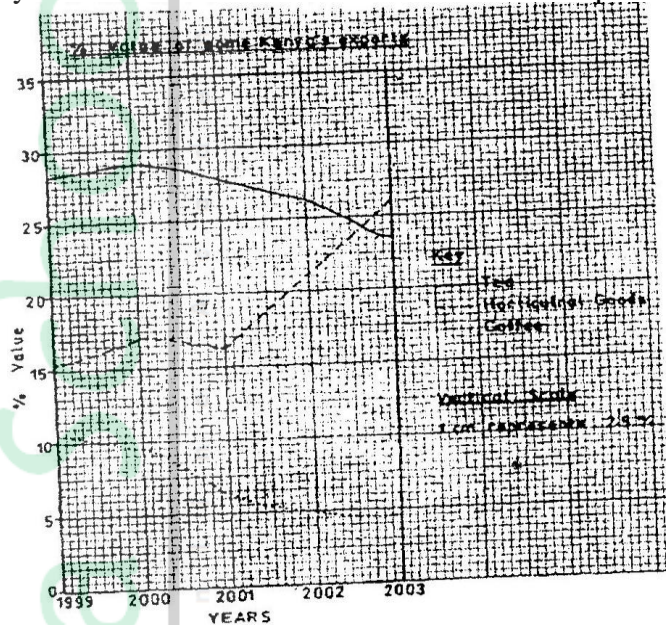 % Value of some Kenya's exports
35
30
25
20
15
10
5
0
% Value
1999 2000 2001 2002 2003
YEARS
Key
Tea
Horticulral Goods
Coffee
Vertical Scale
1 cm represents 2.5 %